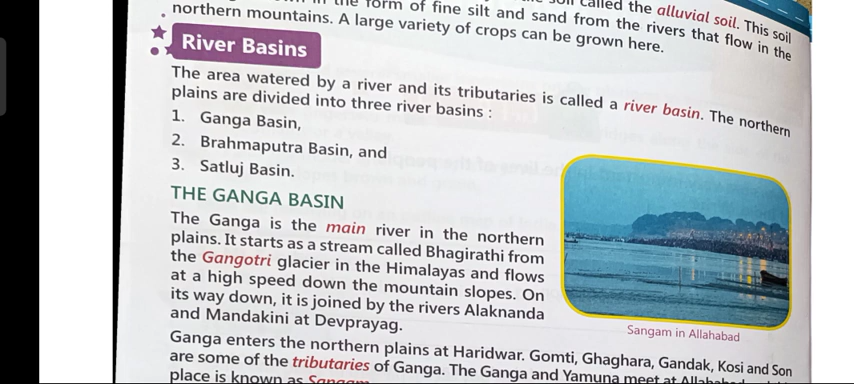 called the alluvial soil. This soil
form of fine silt and sand from the rivers that flow in the
northern mountains. A large variety of crops can be grown here.
River Basins
The area watered by a river and its tributaries is called a river basin. The northern
plains are divided into three river basins :
1. Ganga Basin,
2. Brahmaputra Basin, and
3. Satluj Basin.
THE GANGA BASIN
The Ganga is the main river in the northern
plains. It starts as a stream called Bhagirathi from
the Gangotri glacier in the Himalayas and flows
at a high speed down the mountain slopes. On
its way down, it is joined by the rivers Alaknanda
and Mandakini at Devprayag.
Sangam in Allahabad
Ganga enters the northern plains at Haridwar. Gomti, Ghaghara, Gandak, Kosi and Son
are some of the tributaries of Ganga. The Ganga and Yamuna meet at
place is known as